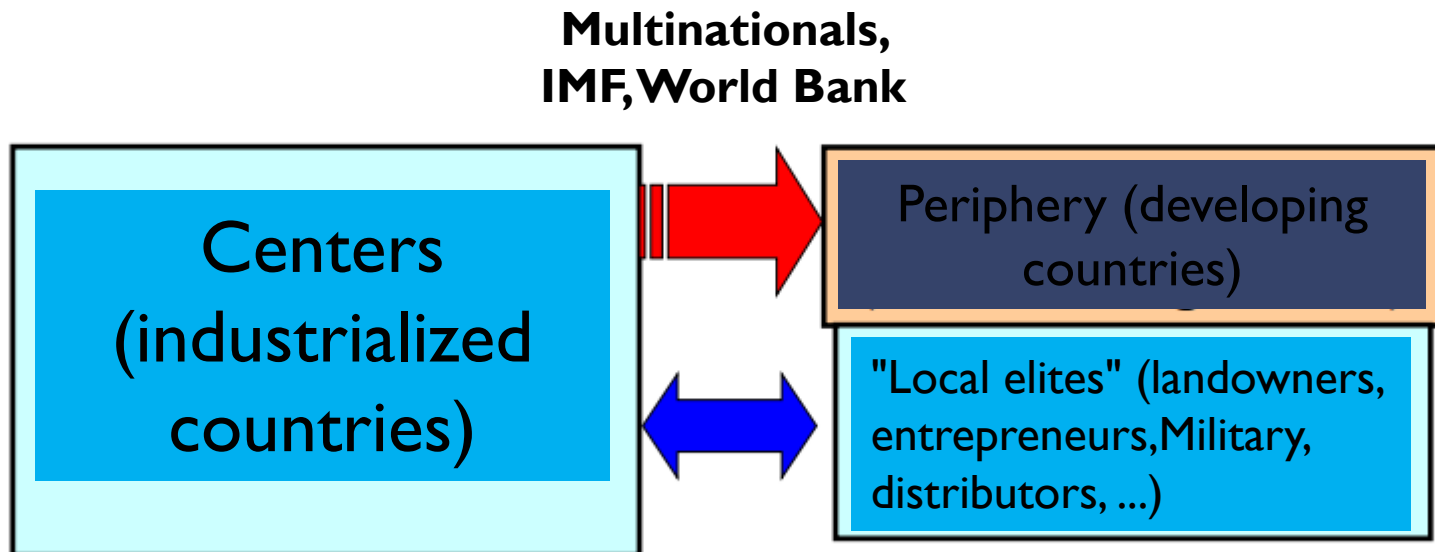 Multinationals,
IMF, World Bank
Centers
(industrialized
countries)
Periphery (developing
countries)
"Local elites" (landowners,
entrepreneurs,Military,
distributors, ...)